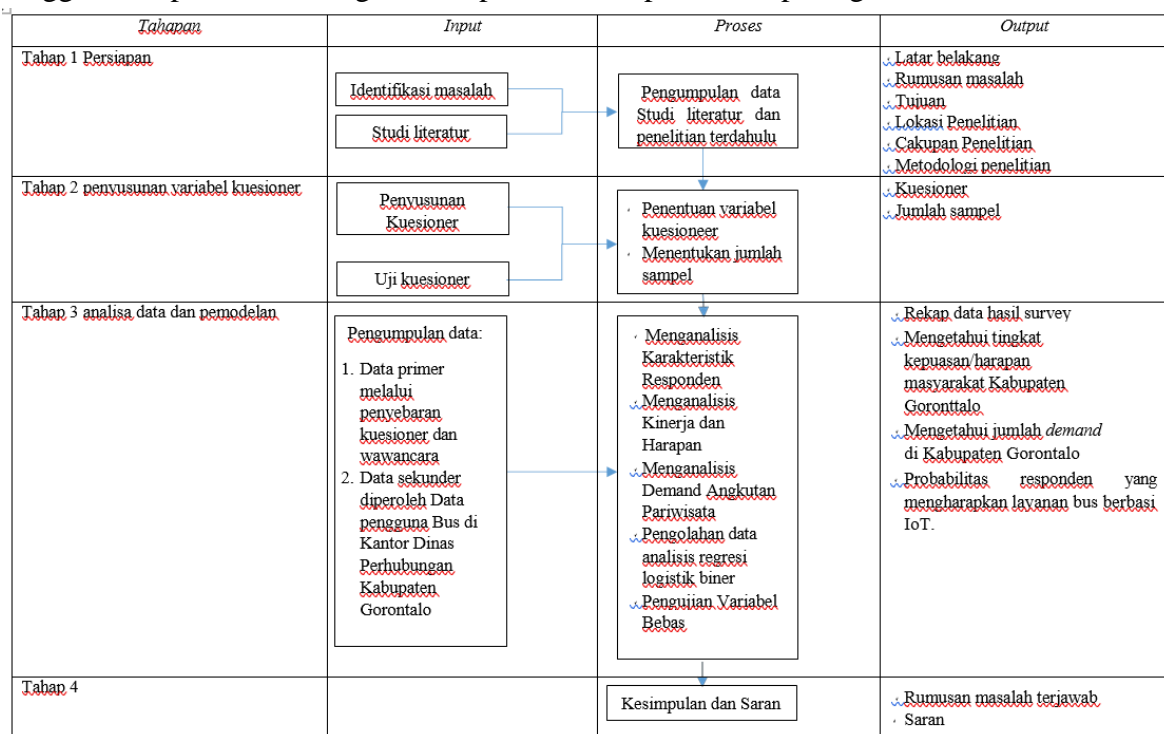 Tahapan
Input
Proses
Output
Tahap 1 Persiapan
Identifikasi masalah
Studi literatur
Pengumpulan data
Studi literatur dan
penelitian terdahulu
Latar belakang
Rumusan masalah
Tujuan
Lokasi Penelitian
Cakupan Penelitian
Metodologi penelitian
Tahap 2 penyusunan variabel kuesioner
Penyusunan
Kuesioner
Uji kuesioner
Penentuan variabel
kuesioneer
Menentukan jumlah
sampel
Kuesioner
Jumlah sampel
Tahap 3 analisa data dan pemodelan
Pengumpulan data:
1. Data primer
melalui
penyebaran
kuesioner dan
wawancara
2. Data sekunder
diperoleh Data
pengguna Bus di
Kantor Dinas
Perhubungan
Kabupaten
Gorontalo
Menganalisis
Karakteristik
Responden
Menganalisis
Kinerja dan
Harapan
Menganalisis
Demand Angkutan
Pariwisata
Pengolahan data
analisis regresi
logistik biner
Pengujian Variabel
Bebas
Rekap data hasil survey
Mengetahui tingkat
kepuasan/harapan
masyarakat Kabupaten
Goronttalo
Mengetahui jumlah demand
di Kabupaten Gorontalo
Probabilitas responden yang
mengharapkan layanan bus berbasi
IoT.
Tahap 4
Kesimpulan dan Saran
Rumusan masalah terjawab
Saran